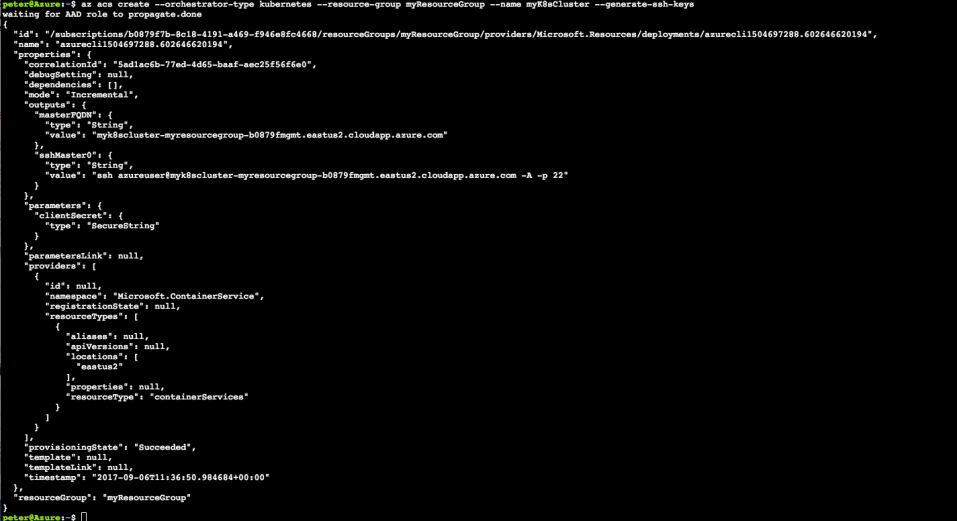 peter@Azure:~$ az acs create --orchestrator-type kubernetes --resource-group myResourceGroup --name myK8sCluster --generate-ssh-keys
waiting for AAD role to propagate.done
{
  "id": "/subscriptions/b0879f7b-8c18-4191-a469-f946e8fc4668/resourceGroups/myResourceGroup/providers/Microsoft.Resources/deployments/azurecli1504697288.602646620194",
  "name": "azurecli1504697288.602646620194",
  "properties": {
    "correlationId": "5ad1ac6b-77ed-4d65-baaf-aec25f56f6e0",
    "debugSetting": null,
    "dependencies": [],
    "mode": "Incremental",
    "outputs": {
      "masterFQDN": {
        "type": "String",
        "value": "myk8scluster-myresourcegroup-b0879fmgmt.eastus2.cloudapp.azure.com"
      },
      "sshMaster0": {
        "type": "String",
        "value": "ssh azureuser@myk8scluster-myresourcegroup-b0879fmgmt.eastus2.cloudapp.azure.com -A -p 22"
      }
    },
    "parameters": {
      "clientSecret": {
        "type": "SecureString"
      }
    },
    "parametersLink": null,
    "providers": [
      {
        "id": null,
        "namespace": "Microsoft.ContainerService",
        "registrationState": null,
        "resourceTypes": [
          {
            "aliases": null,
            "apiVersions": null,
            "locations": [
              "eastus2"
            ],
            "properties": null,
            "resourceType": "containerServices"
          }
        ]
      }
    ],
    "provisioningState": "Succeeded",
    "template": null,
    "templateLink": null,
    "timestamp": "2017-09-06T11:36:50.984684+00:00"
  },
  "resourceGroup": "myResourceGroup"
}
peter@Azure:~$